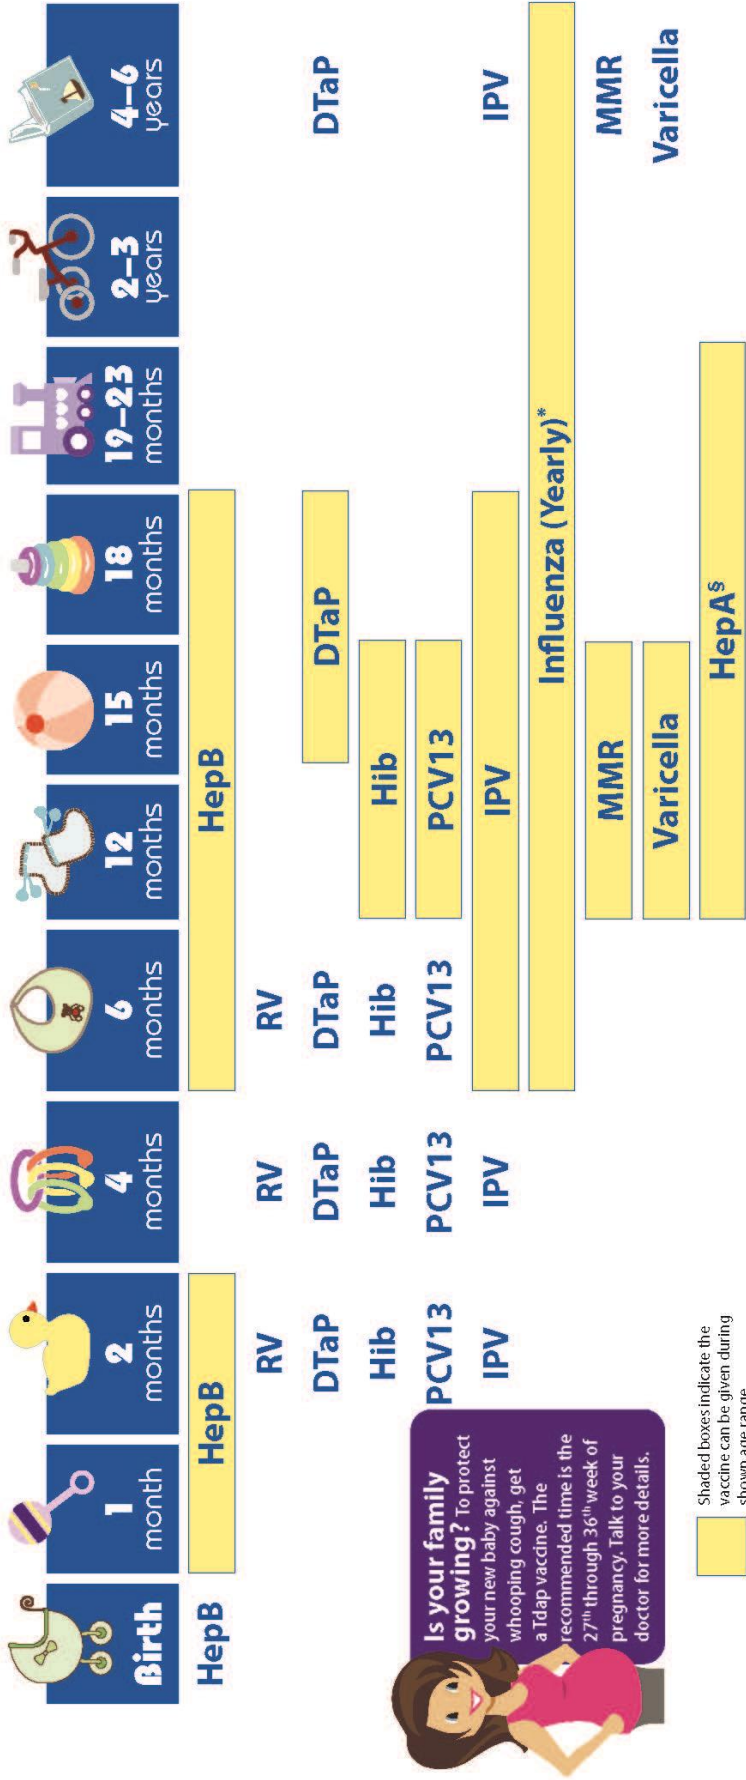 Birth
1
month
2
months
4
months
6
months
12
months
15
months
18
months
19–23
months
2–3
years
4–6
years
HepB
HepB
HepB
RV
RV
RV
DTaP
DTaP
DTaP
DTaP
DTaP
Hib
Hib
Hib
Hib
PCV13
PCV13
PCV13
PCV13
IPV
IPV
IPV
IPV
Influenza (Yearly)*
MMR
MMR
Varicella
Varicella
HepA§
Is your family
growing? To protect
your new baby against
whooping cough, get
a Tdap vaccine. The
recommended time is the
27th through 36th week of
pregnancy. Talk to your
doctor for more details.
Shaded boxes indicate the
vaccine can be given during
shown age range.